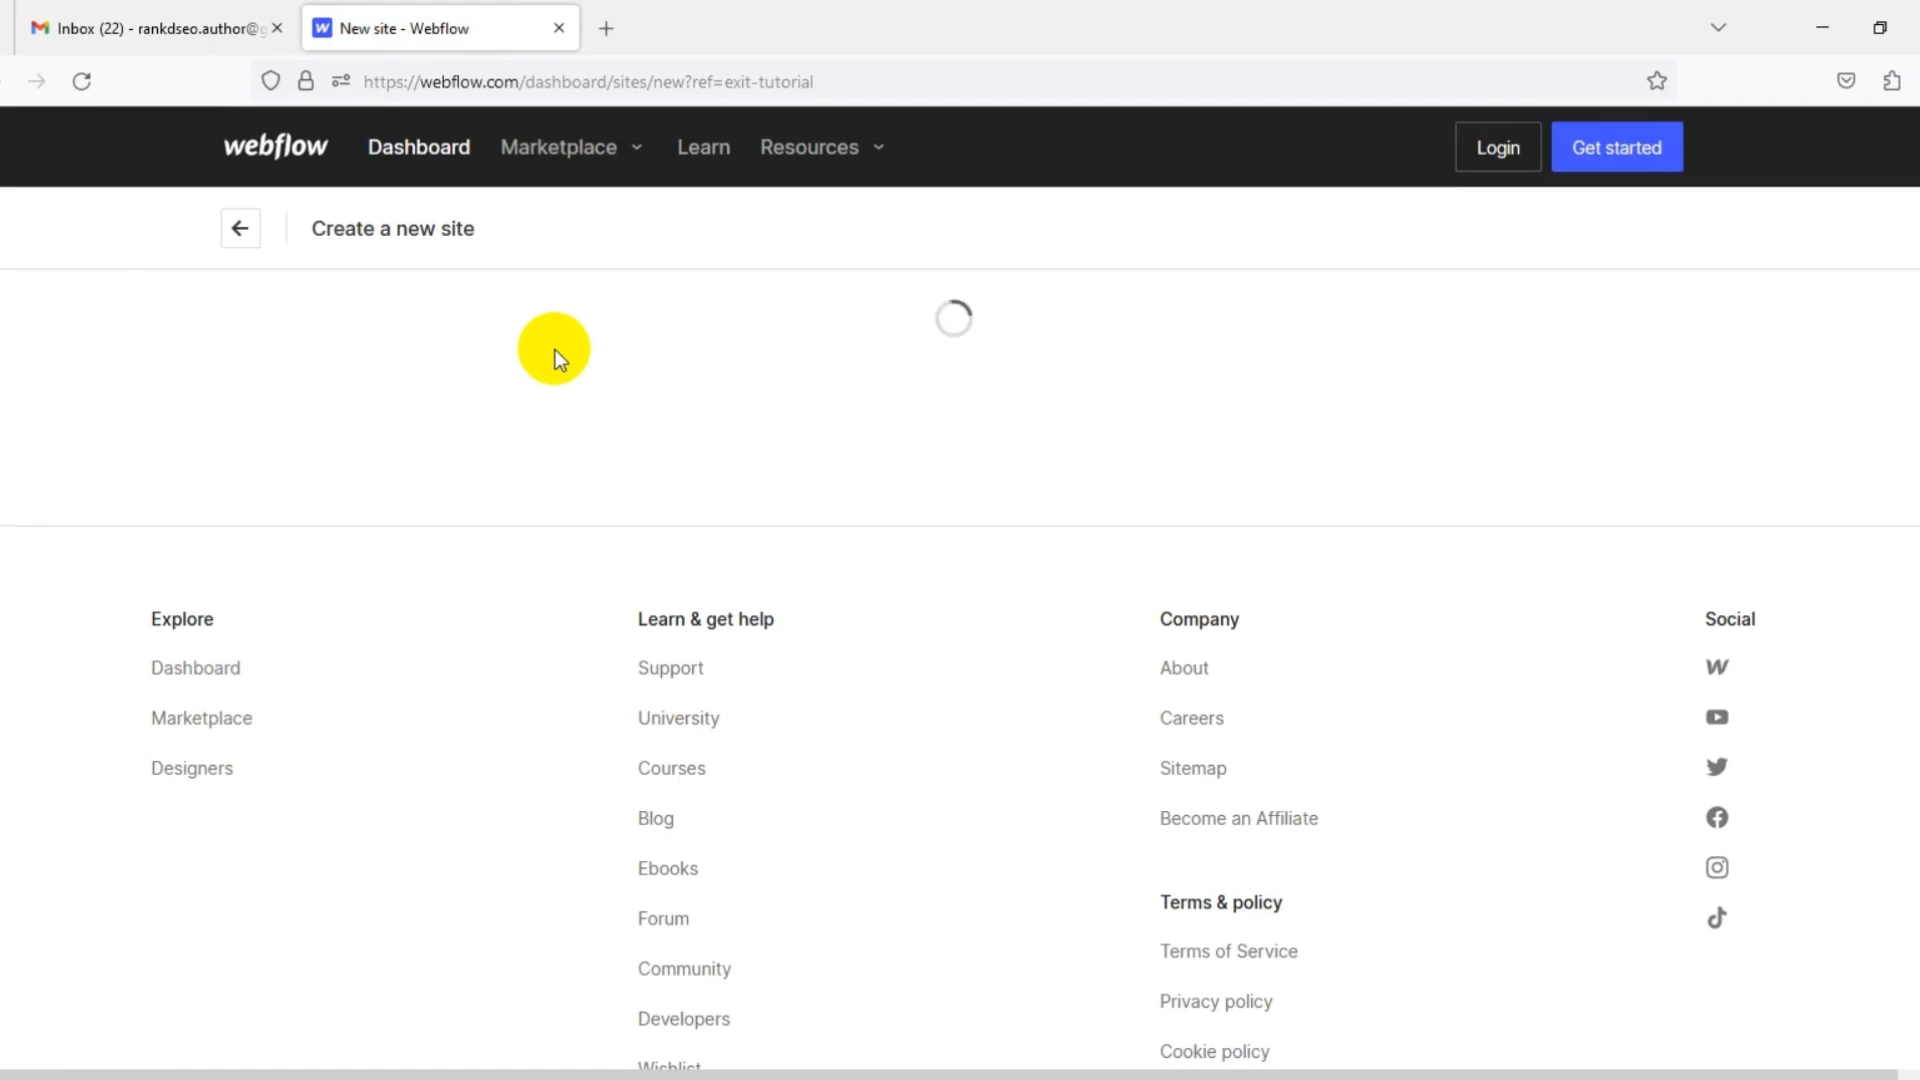 Inbox (22) - rankdseo.author@g
New site - Webflow
https://webflow.com/dashboard/sites/new?ref=exit-tutorial
webflow
Dashboard
Marketplace
Learn
Resources
Login
Get started
Create a new site
Explore
Dashboard
Marketplace
Designers
Learn & get help
Support
University
Courses
Blog
Ebooks
Forum
Community
Developers
Wishlist
Company
About
Careers
Sitemap
Become an Affiliate
Terms & policy
Terms of Service
Privacy policy
Cookie policy
Social